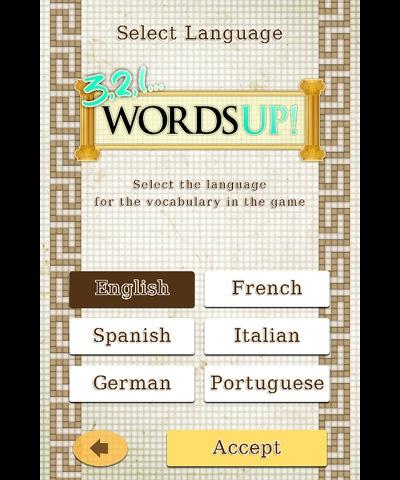 Select Language
3,2,1...
WORDSUP!
Select the language
for the vocabulary in the game
English
French
Spanish
Italian
German
Portuguese
Accept